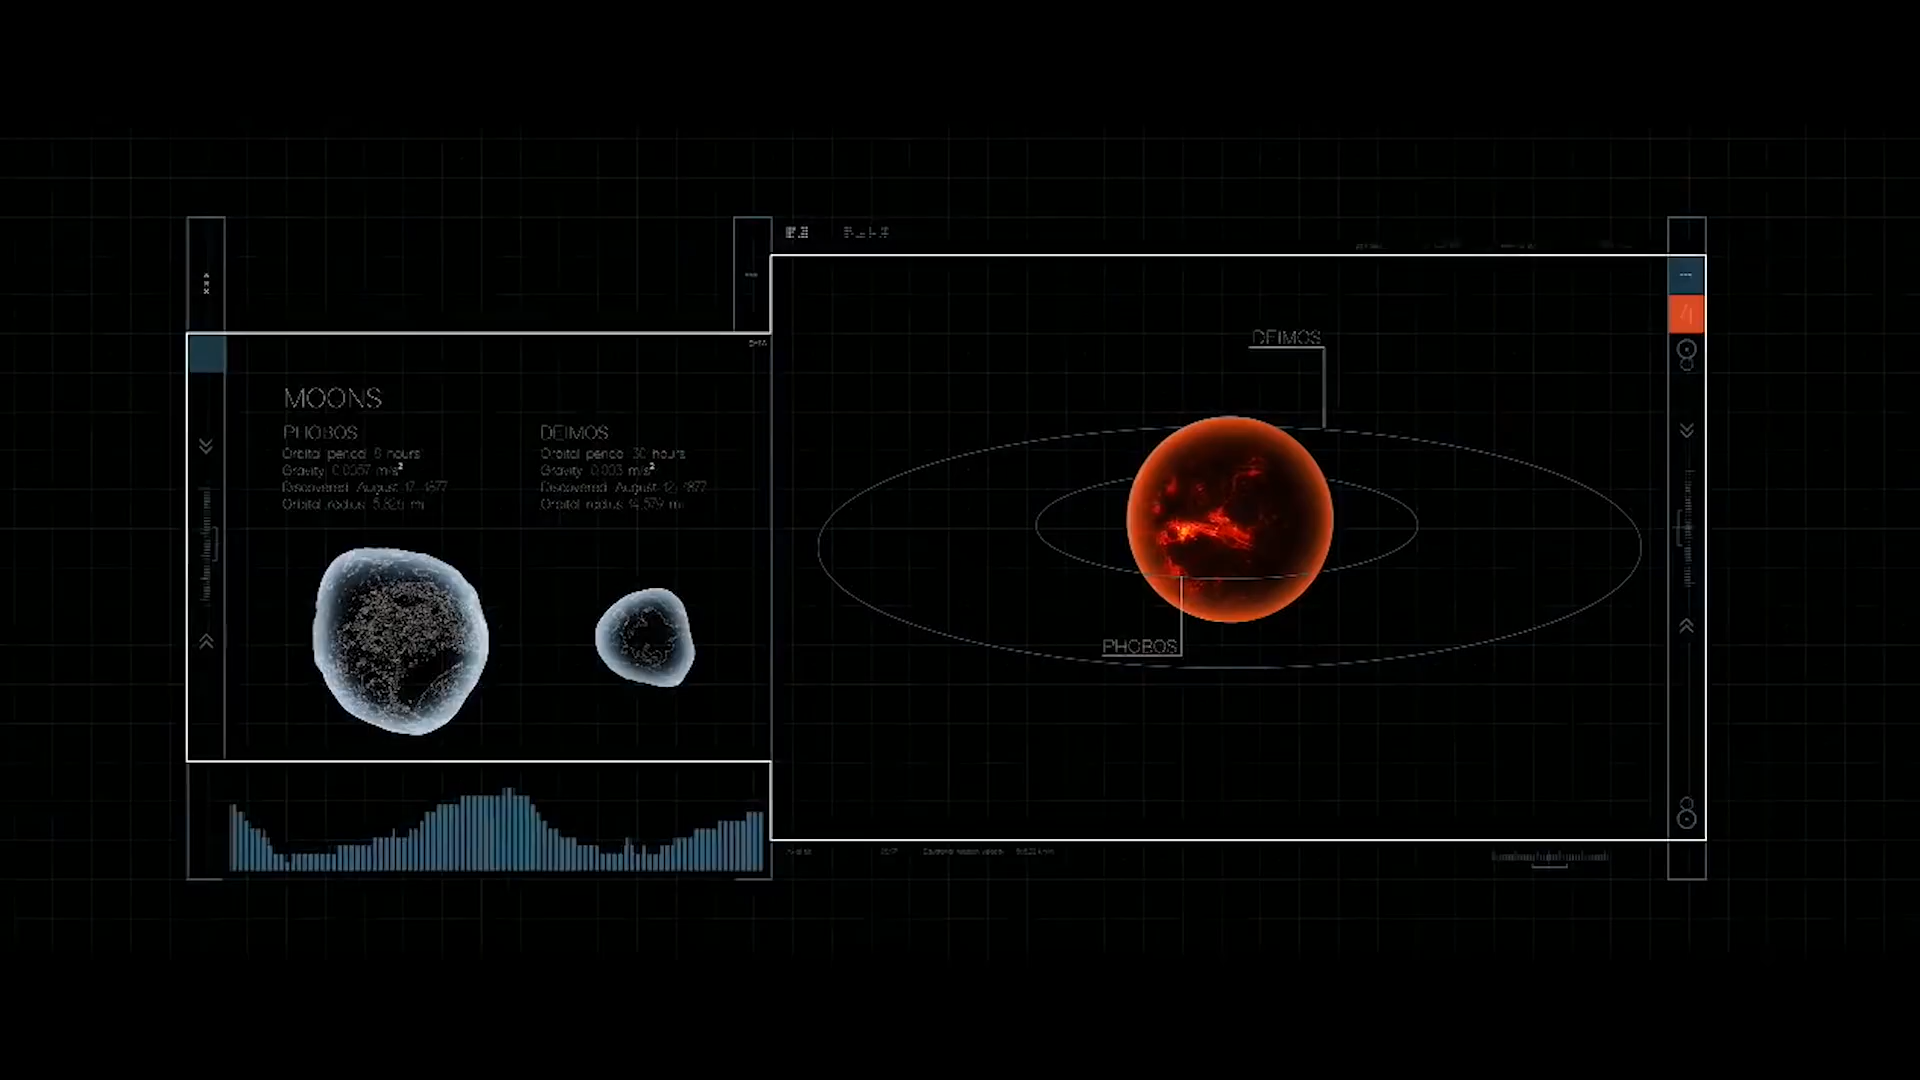 DATA
MOONS
PHOBOS
Orbital period 8 hours
Gravity 0.0057 m/s²
Discovered August 17, 1877
Orbital radius 5,826 mi
DEIMOS
Orbital period 30 hours
Gravity 0.003 m/s²
Discovered August 12, 1877
Orbital radius 14,579 mi
DEIMOS
PHOBOS
4